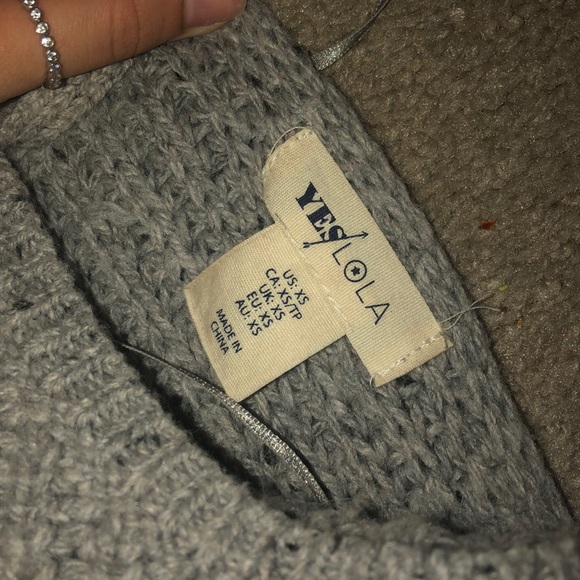 YES/LOLA
US: XS
CA: XS/TP
UK: XS
EU: XS
AU: XS
MADE IN
CHINA